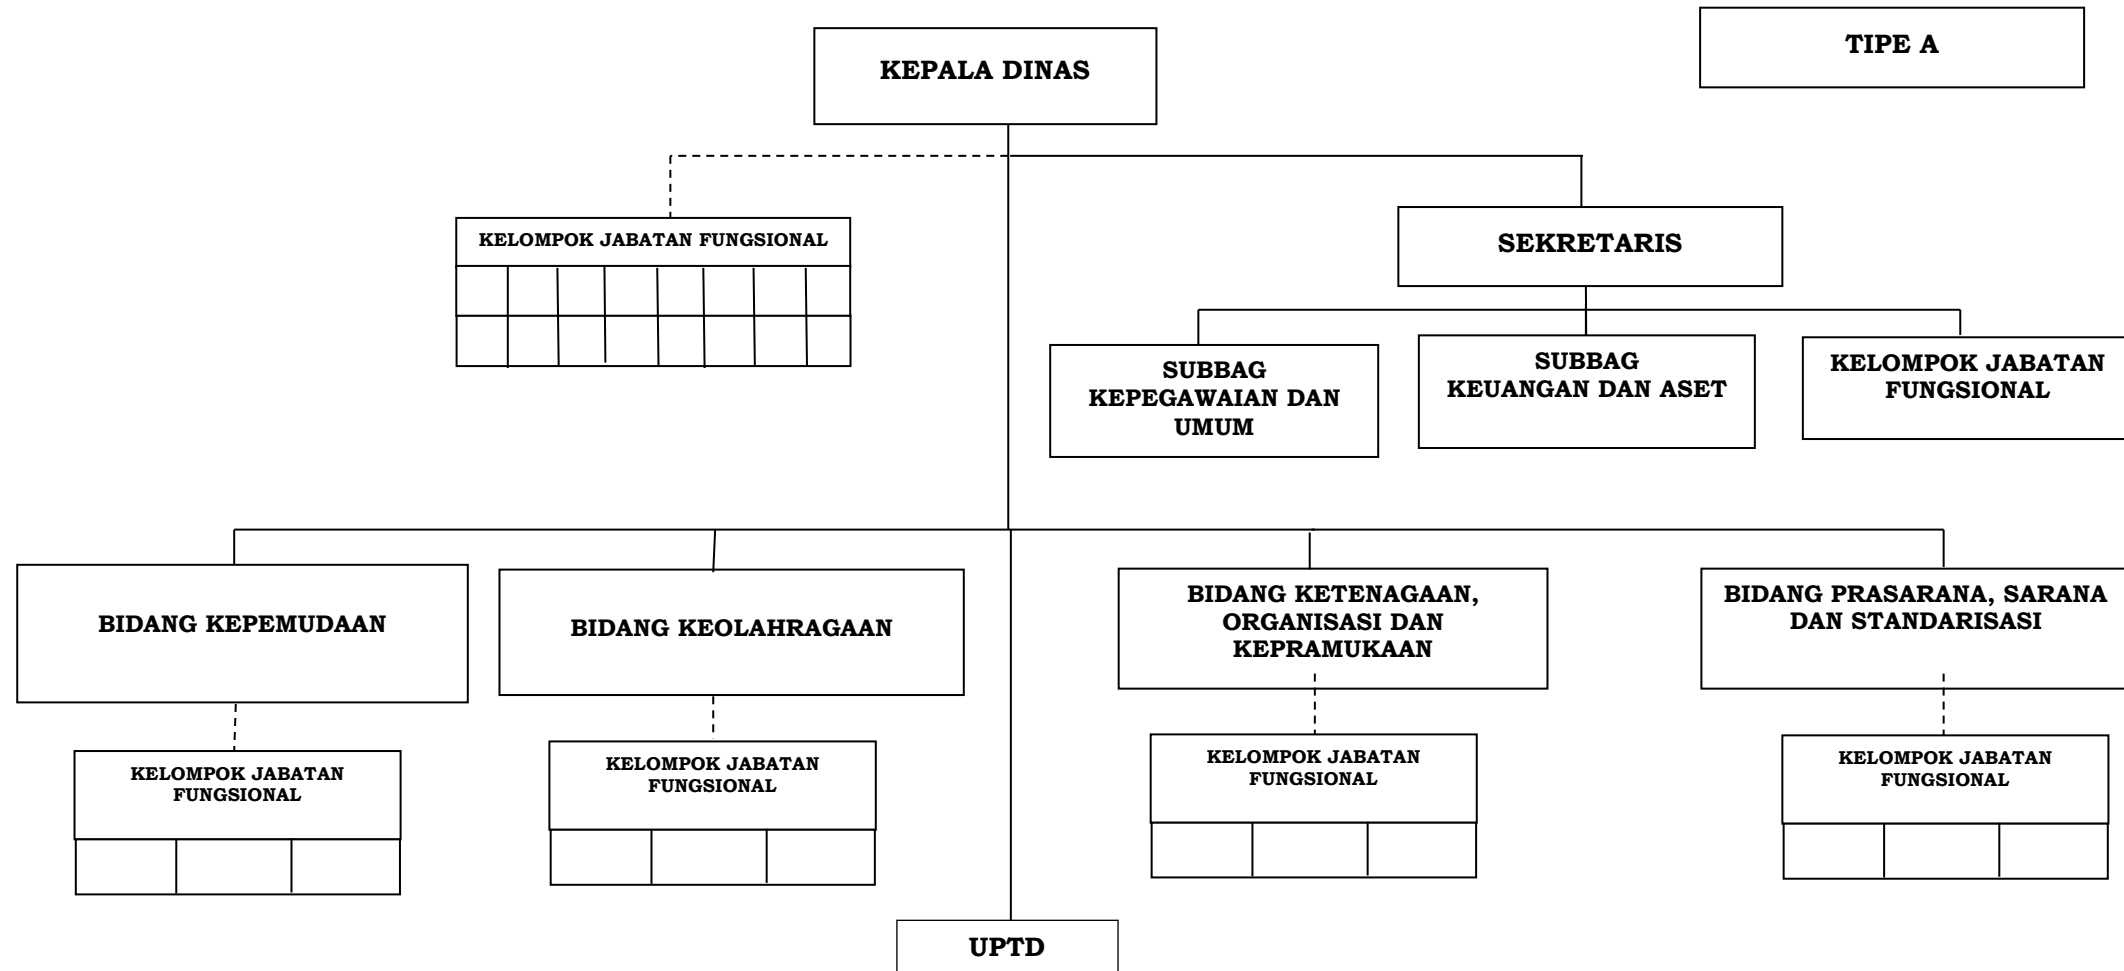 TIPE A
KEPALA DINAS
KELOMPOK JABATAN FUNGSIONAL
SEKRETARIS
SUBBAG
KEPEGAWAIAN DAN
UMUM
SUBBAG
KEUANGAN DAN ASET
KELOMPOK JABATAN
FUNGSIONAL
BIDANG KEPEMUDAAN
BIDANG KEOLAHRAGAAN
BIDANG KETENAGAAN,
ORGANISASI DAN
KEPRAMUKAAN
BIDANG PRASARANA, SARANA
DAN STANDARISASI
KELOMPOK JABATAN
FUNGSIONAL
KELOMPOK JABATAN
FUNGSIONAL
KELOMPOK JABATAN
FUNGSIONAL
KELOMPOK JABATAN
FUNGSIONAL
UPTD